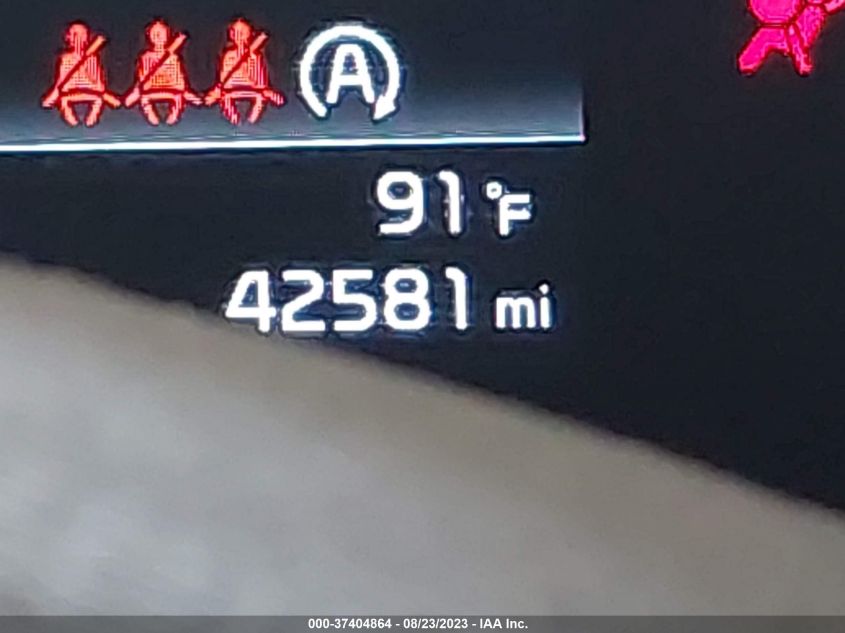 A
91 °F
42581 mi
000-37404864 - 08/23/2023 - IAA Inc.